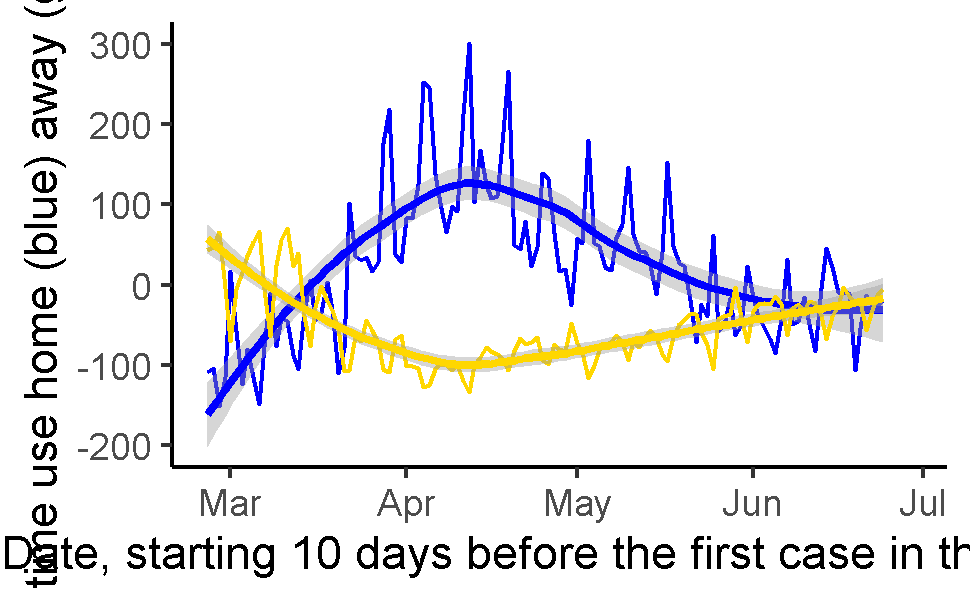 time use home (blue) away (
300
200
100
0
-100
-200
Mar Apr May Jun Jul
Date, starting 10 days before the first case in th